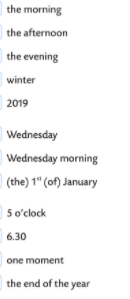 the morning
the afternoon
the evening
winter
2019
Wednesday
Wednesday morning
(the) 1st (of) January
5 o'clock
6.30
one moment
the end of the year